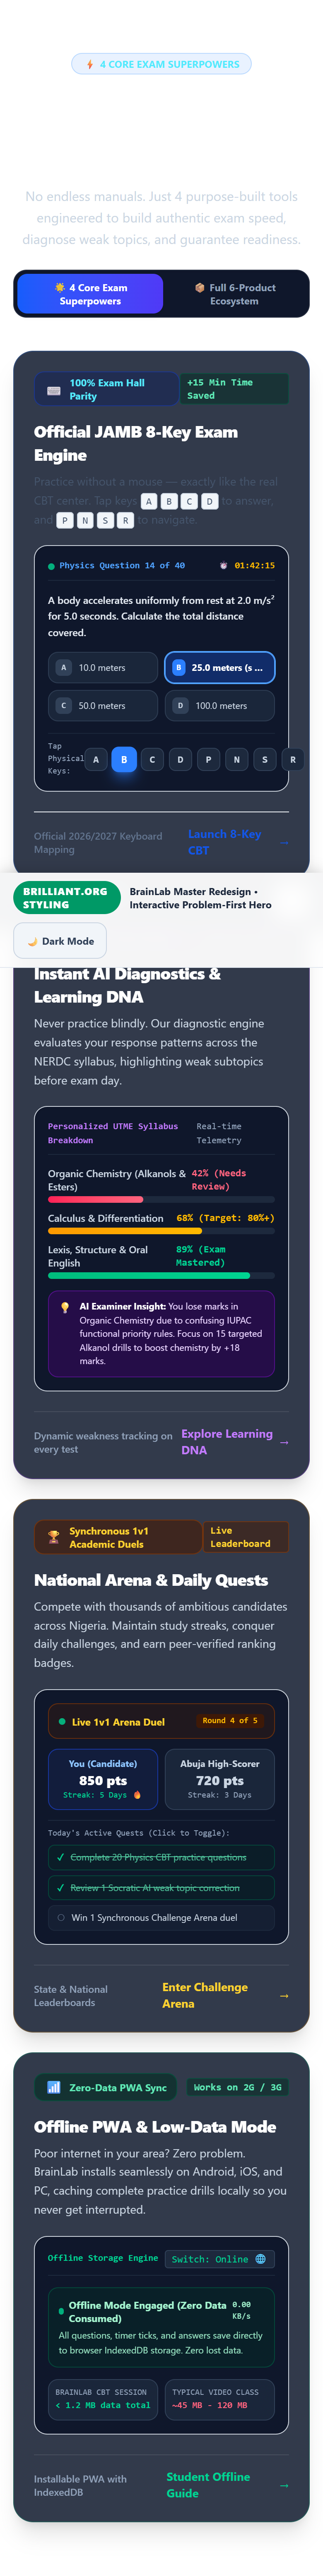 ⚡ 4 CORE EXAM SUPERPOWERS
No endless manuals. Just 4 purpose-built tools
engineered to build authentic exam speed,
diagnose weak topics, and guarantee readiness.
🌟 4 Core Exam
Superpowers
📦 Full 6-Product
Ecosystem
100% Exam Hall
Parity
+15 Min Time
Saved
Official JAMB 8-Key Exam
Engine
Practice without a mouse — exactly like the real
CBT center. Tap keys A B C D to answer,
and P N S R to navigate.
Physics Question 14 of 40
⏰ 01:42:15
A body accelerates uniformly from rest at 2.0 m/s²
for 5.0 seconds. Calculate the total distance
covered.
A 10.0 meters
B 25.0 meters (s ...
C 50.0 meters
D 100.0 meters
Tap
Physical
Keys:
A B C D P N S R
Official 2026/2027 Keyboard
Mapping
Launch 8-Key
CBT →
BRILLIANT.ORG
STYLING
BrainLab Master Redesign •
Interactive Problem-First Hero
🌙 Dark Mode
Instant AI Diagnostics &
Learning DNA
Never practice blindly. Our diagnostic engine
evaluates your response patterns across the
NERDC syllabus, highlighting weak subtopics
before exam day.
Personalized UTME Syllabus
Breakdown
Real-time
Telemetry
Organic Chemistry (Alkanols &
Esters)
42% (Needs
Review)
Calculus & Differentiation
68% (Target: 80%+)
Lexis, Structure & Oral
English
89% (Exam
Mastered)
💡 AI Examiner Insight: You lose marks in
Organic Chemistry due to confusing IUPAC
functional priority rules. Focus on 15 targeted
Alkanol drills to boost chemistry by +18
marks.
Dynamic weakness tracking on
every test
Explore Learning
DNA →
🏆 Synchronous 1v1
Academic Duels
Live
Leaderboard
National Arena & Daily Quests
Compete with thousands of ambitious candidates
across Nigeria. Maintain study streaks, conquer
daily challenges, and earn peer-verified ranking
badges.
Live 1v1 Arena Duel
Round 4 of 5
You (Candidate)
850 pts
Streak: 5 Days 🔥
Abuja High-Scorer
720 pts
Streak: 3 Days
Today's Active Quests (Click to Toggle):
✓ Complete 20 Physics CBT practice questions
✓ Review 1 Socratic AI weak topic correction
○ Win 1 Synchronous Challenge Arena duel
State & National
Leaderboards
Enter Challenge
Arena →
📶 Zero-Data PWA Sync
Works on 2G / 3G
Offline PWA & Low-Data Mode
Poor internet in your area? Zero problem.
BrainLab installs seamlessly on Android, iOS, and
PC, caching complete practice drills locally so you
never get interrupted.
Offline Storage Engine
Switch: Online 🌐
Offline Mode Engaged (Zero Data
Consumed)
0.00
KB/s
All questions, timer ticks, and answers save directly
to browser IndexedDB storage. Zero lost data.
BRAINLAB CBT SESSION
< 1.2 MB data total
TYPICAL VIDEO CLASS
~45 MB - 120 MB
Installable PWA with
IndexedDB
Student Offline
Guide →